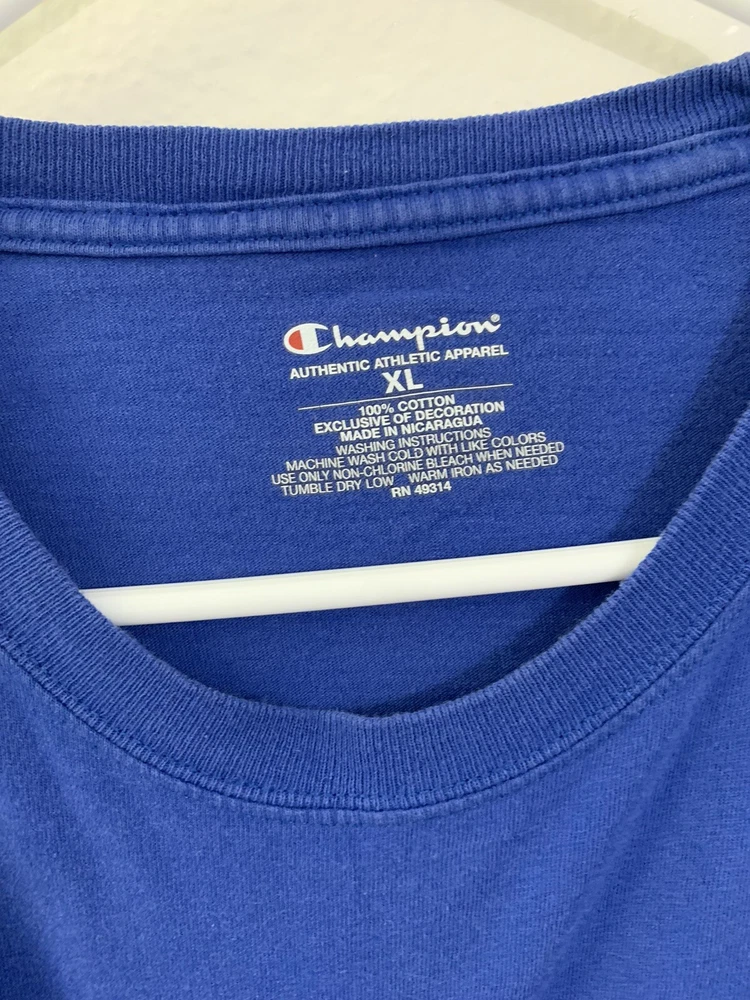 Champion®
AUTHENTIC ATHLETIC APPAREL
XL
100% COTTON
EXCLUSIVE OF DECORATION
MADE IN NICARAGUA
WASHING INSTRUCTIONS
MACHINE WASH COLD WITH LIKE COLORS
USE ONLY NON-CHLORINE BLEACH WHEN NEEDED
TUMBLE DRY LOW WARM IRON AS NEEDED
RN 49314